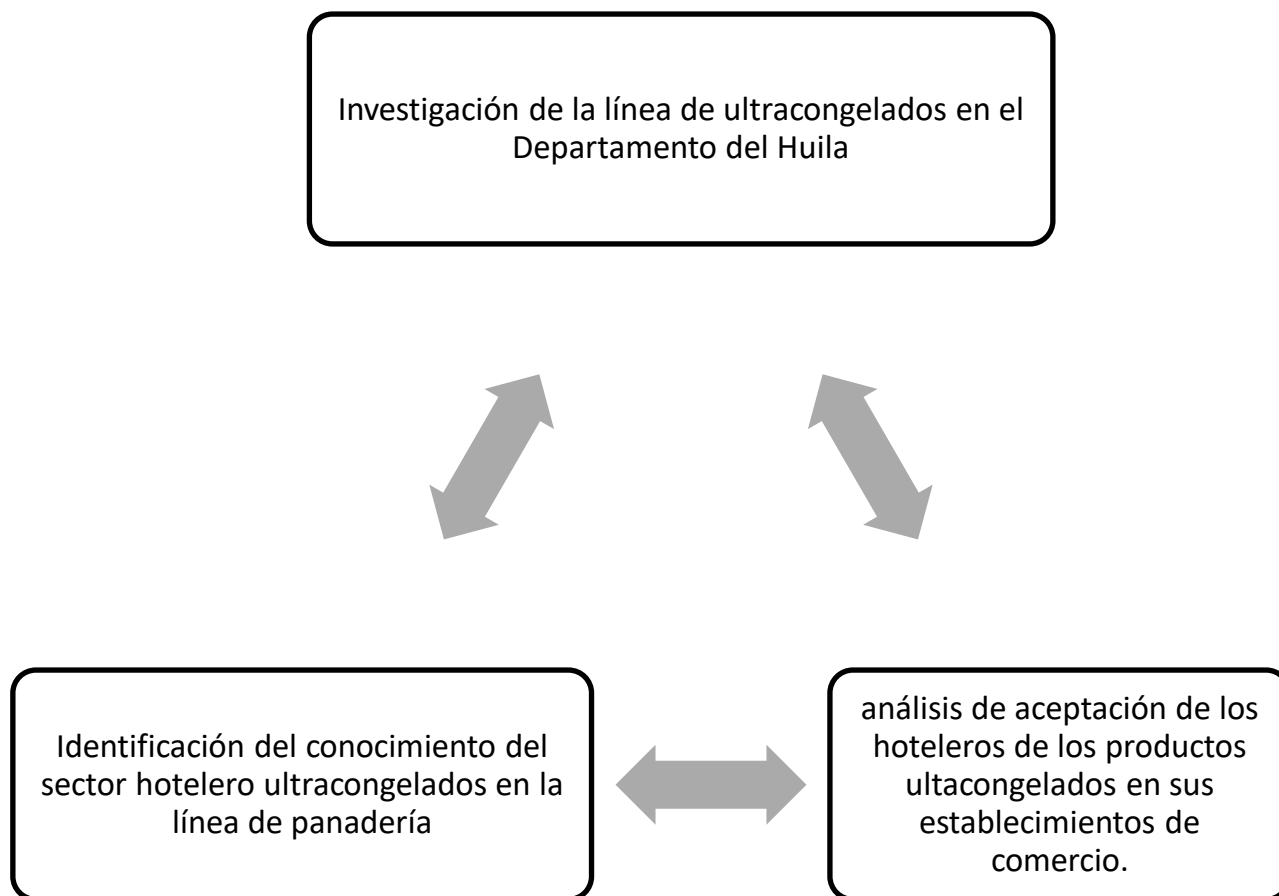 Investigación de la línea de ultracongelados en el
Departamento del Huila
Identificación del conocimiento del
sector hotelero ultracongelados en la
línea de panadería
análisis de aceptación de los
hoteleros de los productos
ultacongelados en sus
establecimientos de
comercio.